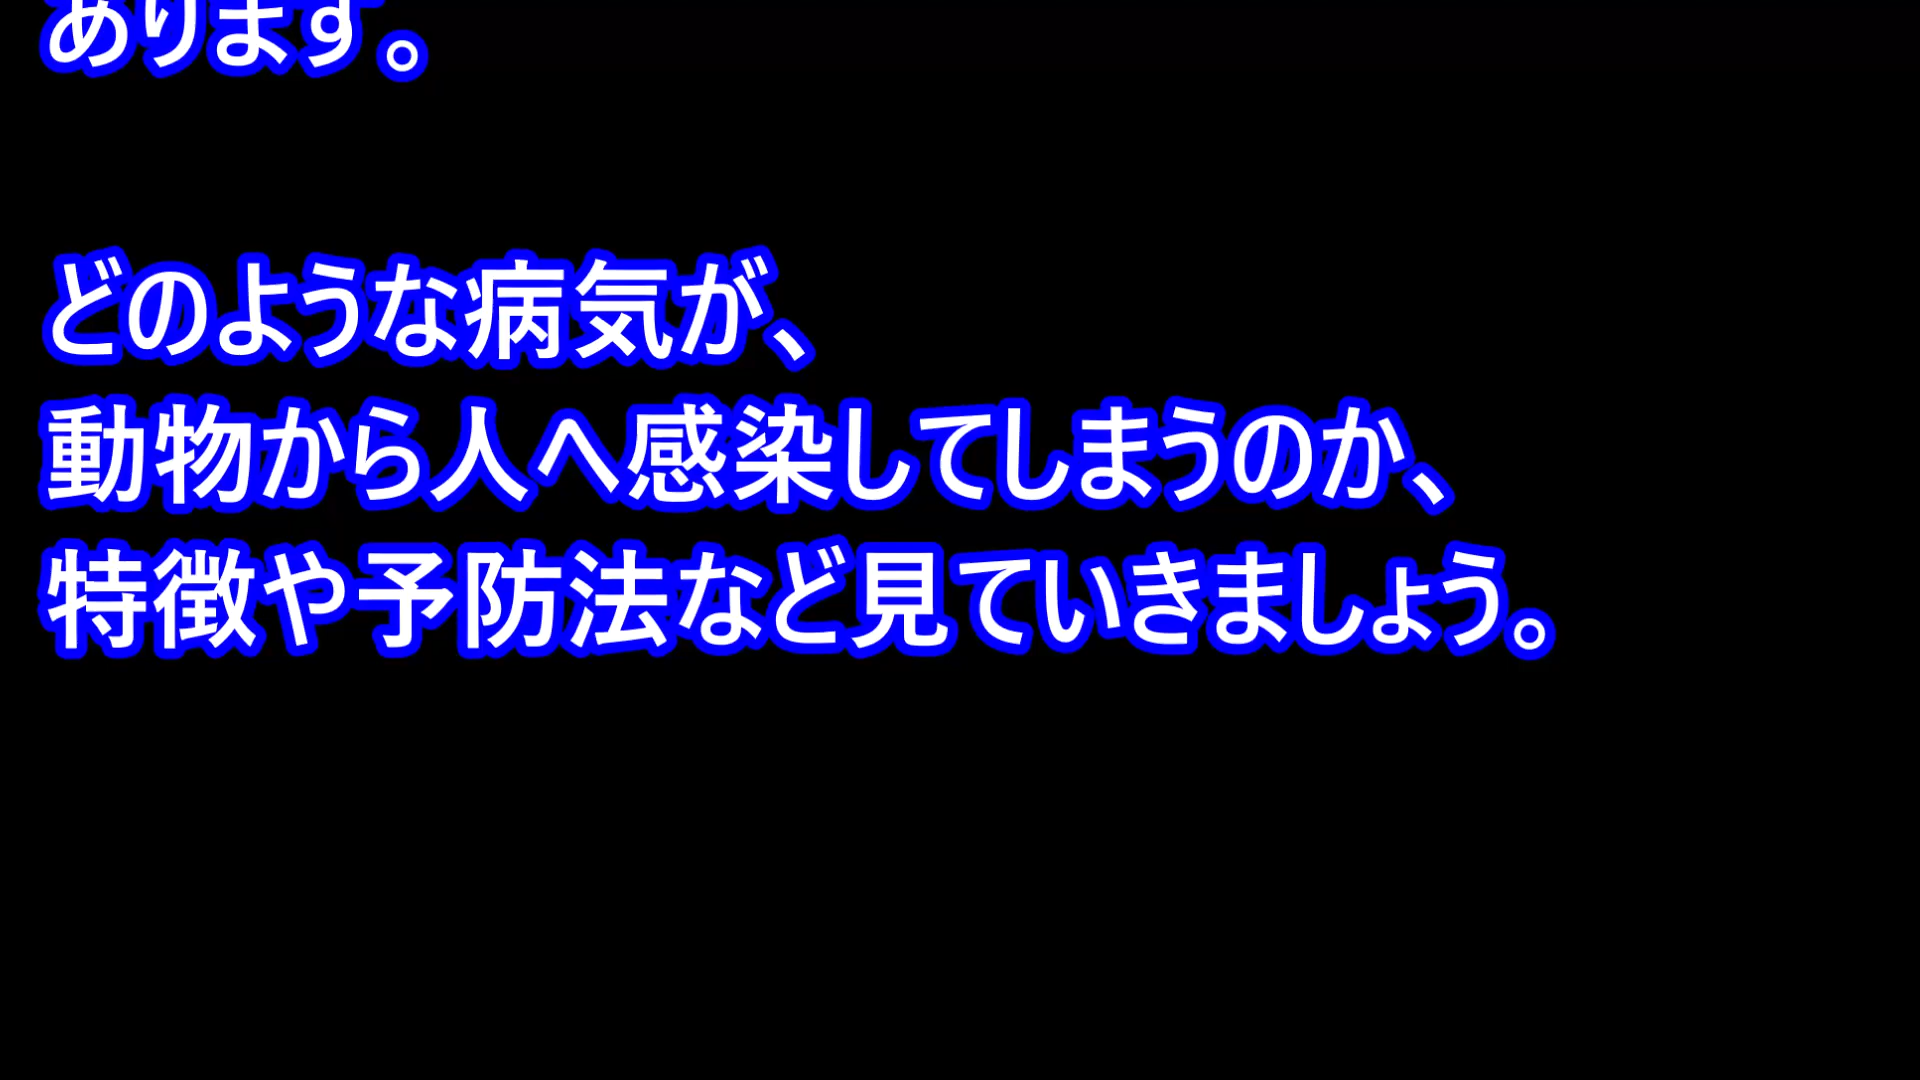 あります。
どのような病気が、
動物から人へ感染してしまうのか、
特徴や予防法など見ていきましょう。